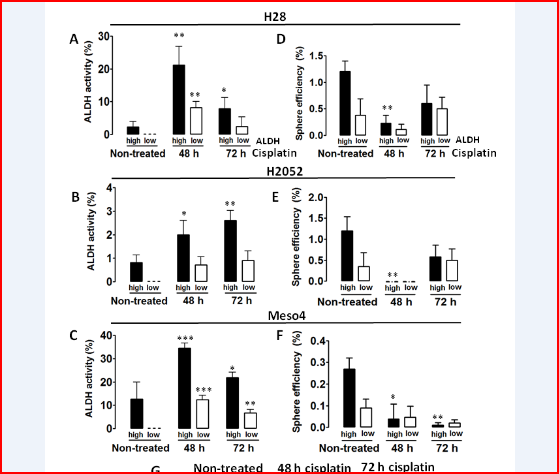 H28
A
D
ALDH activity (%)
30
20
10
0
**
**
*
high low high low high low ALDH
Non-treated 48 h 72 h Cisplatin
Sphere efficiency (%)
1.5
1.0
0.5
0.0
**
high low high low high low ALDH
Non-treated 48 h 72 h Cisplatin
H2052
B
E
ALDH activity (%)
4
3
2
1
0
*
**
high low high low high low
Non-treated 48 h 72 h
Sphere efficiency (%)
2.0
1.5
1.0
0.5
0.0
**
high low high low high low
Non-treated 48 h 72 h
Meso4
C
F
ALDH activity (%)
40
30
20
10
0
***
***
*
**
high low high low high low
Non-treated 48 h 72 h
Sphere efficiency (%)
0.4
0.3
0.2
0.1
0.0
*
**
high low high low high low
Non-treated 48 h 72 h
G Non-treated 48 h cisplatin 72 h cisplatin